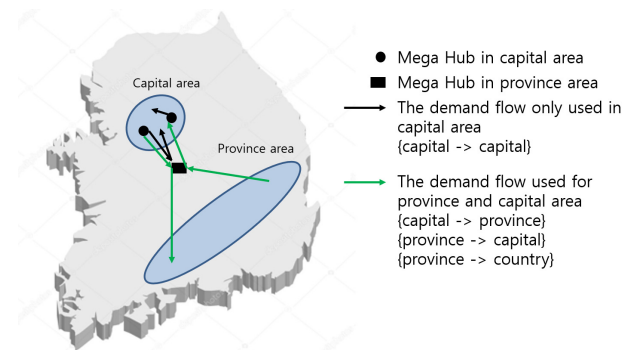 Capital area
Province area
Mega Hub in capital area
Mega Hub in province area
The demand flow only used in
capital area
{capital -> capital}
The demand flow used for
province and capital area
{capital -> province}
{province -> capital}
{province -> country}